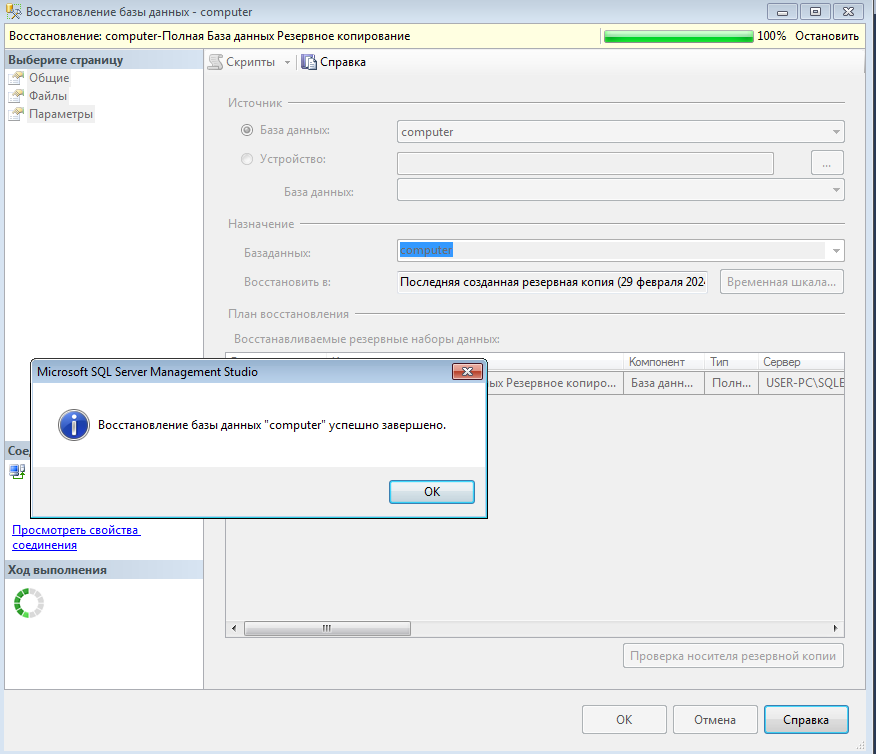 Восстановление базы данных - computer
Восстановление: computer-Полная База данных Резервное копирование
100% Остановить
Выберите страницу
Общие
Файлы
Параметры
Скрипты
Справка
Источник
База данных:
computer
Устройство:
...
База данных:
Назначение
Базаданных:
computer
Восстановить в:
Последняя созданная резервная копия (29 февраля 202
Временная шкала...
План восстановления
Восстанавливаемые резервные наборы данных:
Компонент Тип Сервер
ых Резервное копиро... База данн... Полн... USER-PC\SQLE
Microsoft SQL Server Management Studio
Восстановление базы данных "computer" успешно завершено.
OK
Сое
Просмотреть свойства
соединения
Ход выполнения
Проверка носителя резервной копии
OK
Отмена
Справка